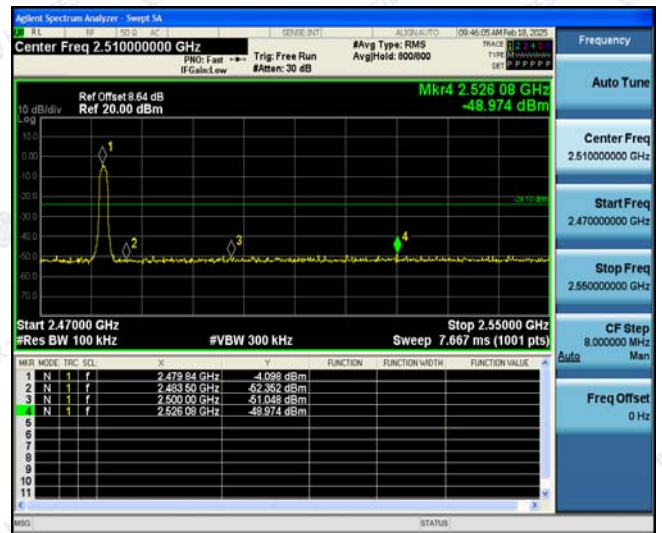 Agilent Spectrum Analyzer - Swept SA
RL RF 50 Ω AC SENSE:INT ALIGNAUTO 09:46:05 AM Feb 18, 2025
Center Freq 2.510000000 GHz
PNO: Fast
IFGain:Low
Trig: Free Run
#Atten: 30 dB
#Avg Type: RMS
Avg|Hold: 800/800
TRACE 1 2 3 4 5 6
TYPE
DET P P P P P P
Ref Offset 8.64 dB
10 dB/div Ref 20.00 dBm
Log
Mkr4 2.526 08 GHz
-48.974 dBm
10.0
0.00
-10.0
-20.0
-30.0
-40.0
-50.0
-60.0
-70.0
1
2
3
4
Start 2.47000 GHz Stop 2.55000 GHz
#Res BW 100 kHz #VBW 300 kHz Sweep 7.667 ms (1001 pts)
MKR MODE TRC SCL X Y FUNCTION FUNCTION WIDTH FUNCTION VALUE
1 N 1 f 2.479 84 GHz -4.098 dBm
2 N 1 f 2.483 50 GHz -52.352 dBm
3 N 1 f 2.500 00 GHz -51.048 dBm
4 N 1 f 2.526 08 GHz -48.974 dBm
5
6
7
8
9
10
11
MSG STATUS
Frequency
Auto Tune
Center Freq
2.510000000 GHz
Start Freq
2.470000000 GHz
Stop Freq
2.550000000 GHz
CF Step
8.000000 MHz
Auto Man
Freq Offset
0 Hz